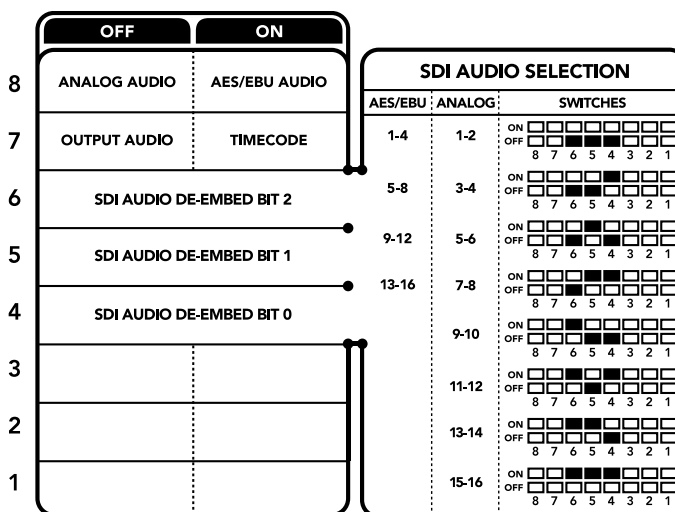 OFF ON
8 ANALOG AUDIO AES/EBU AUDIO
7 OUTPUT AUDIO TIMECODE
6 SDI AUDIO DE-EMBED BIT 2
5 SDI AUDIO DE-EMBED BIT 1
4 SDI AUDIO DE-EMBED BIT 0
3
2
1
SDI AUDIO SELECTION
AES/EBU ANALOG SWITCHES
1-4 1-2
ON
OFF
8 7 6 5 4 3 2 1
5-8 3-4
ON
OFF
8 7 6 5 4 3 2 1
9-12 5-6
ON
OFF
8 7 6 5 4 3 2 1
13-16 7-8
ON
OFF
8 7 6 5 4 3 2 1
9-10
ON
OFF
8 7 6 5 4 3 2 1
11-12
ON
OFF
8 7 6 5 4 3 2 1
13-14
ON
OFF
8 7 6 5 4 3 2 1
15-16
ON
OFF
8 7 6 5 4 3 2 1